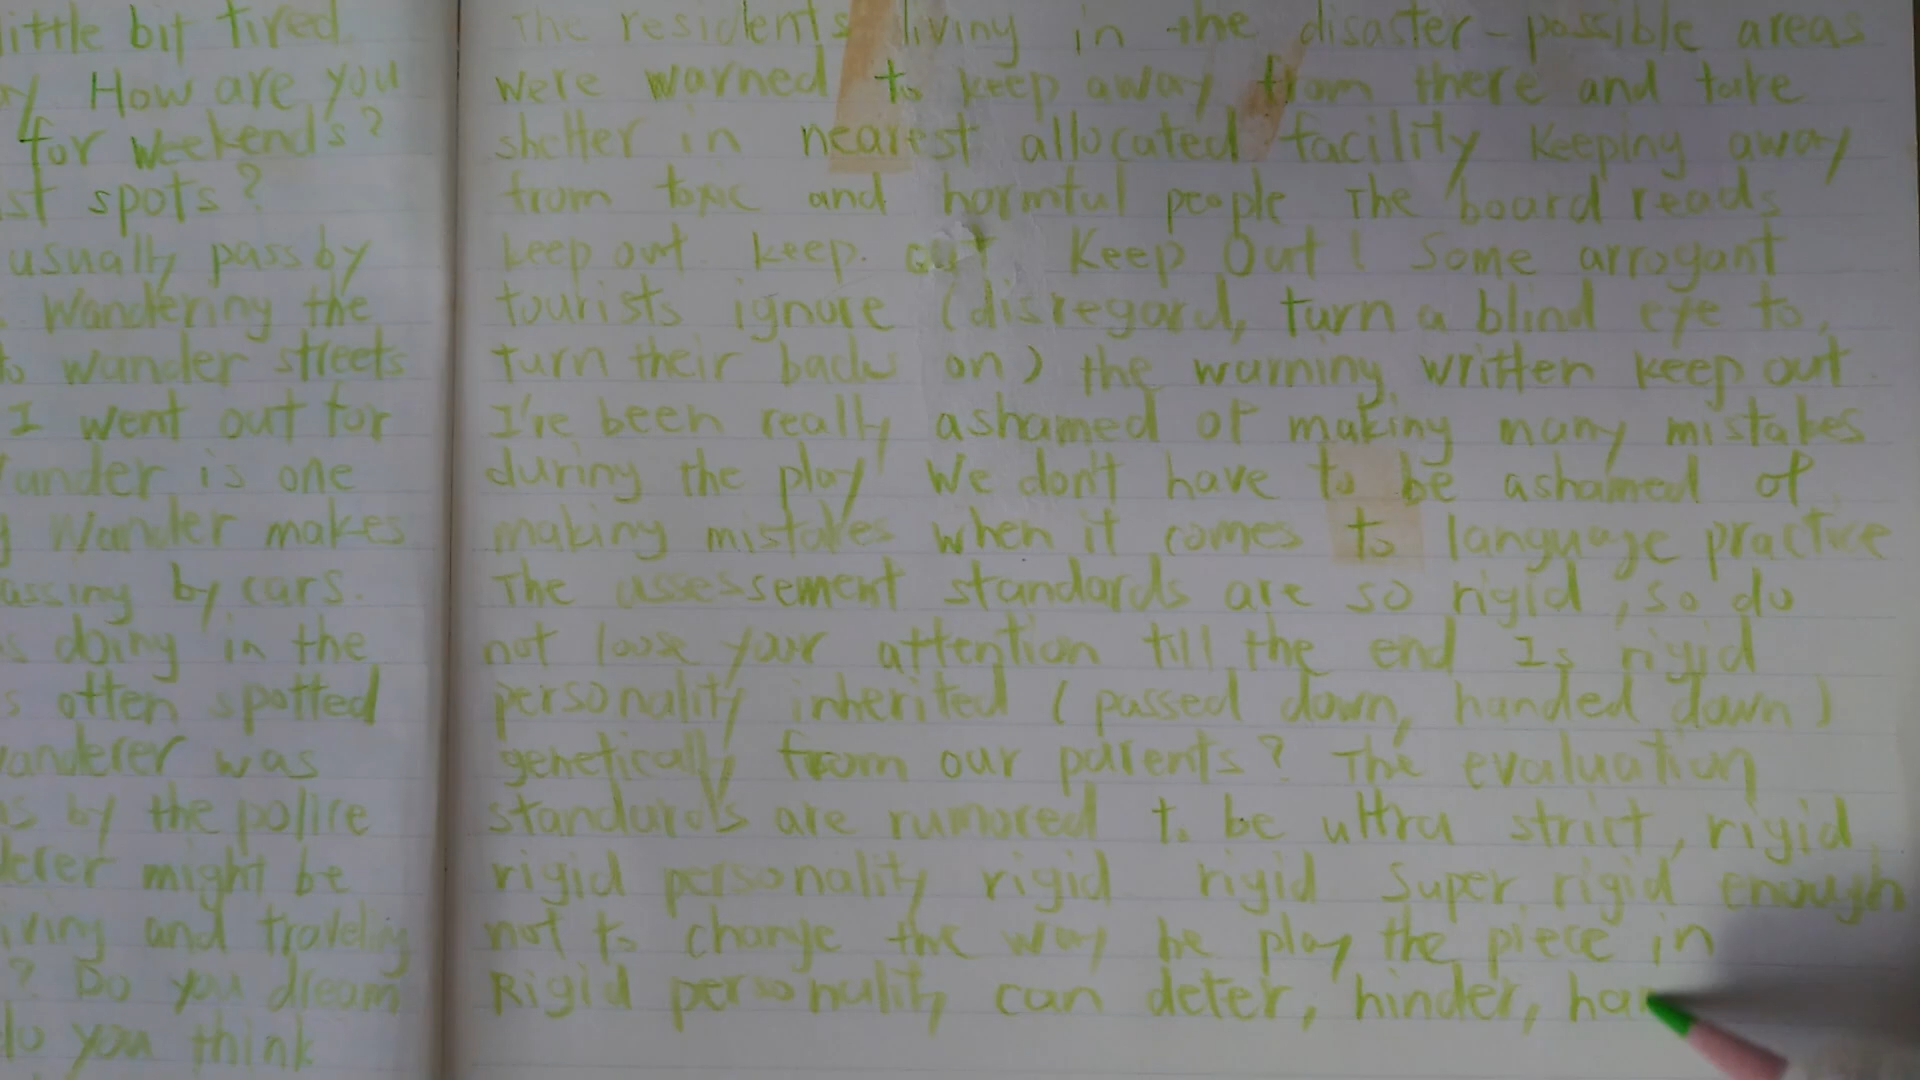 little bit tired
How are you
for weekends?
st spots?
usually pass by
Wandering the
to wander streets
I went out for
ander is one
Wander makes
assing by cars.
s doing in the
s often spotted
wanderer was
as by the police
derer might be
iving and traveling
? Do you dream
do you think
The residents living in the disaster-possible areas
were warned to keep away from there and take
shelter in nearest allocated facility Keeping away
from toxic and harmful people The board reads
keep out keep. out Keep Out! Some arrogant
tourists ignore (disregard, turn a blind eye to,
turn their backs on) the warning written keep out.
I've been really ashamed of making many mistakes
during the play We don't have to be ashamed of
making mistakes when it comes to language practice
The assessement standards are so rigid, so do
not loose your attention till the end Is rigid
personality inherited (passed down, handed down)
genetically from our parents? The evaluation
standards are rumored to be ultra strict, rigid
rigid personality rigid rigid Super rigid enough
not to change the way he play the piece in
Rigid personality can deter, hinder, ha